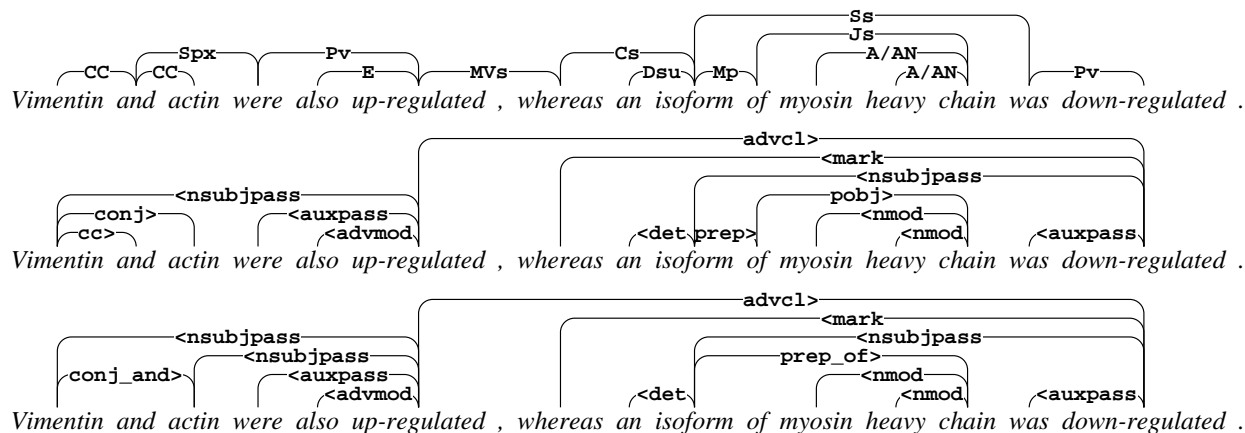 Ss
Spx Pv Cs Js A/AN
CC CC E MVs Dsu Mp A/AN Pv
Vimentin and actin were also up-regulated , whereas an isoform of myosin heavy chain was down-regulated .
advcl>
<mark
<nsubjpass <nsubjpass
conj> <auxpass pobj> <nmod
cc> <advmod <det prep> <nmod <auxpass
Vimentin and actin were also up-regulated , whereas an isoform of myosin heavy chain was down-regulated .
advcl>
<mark
<nsubjpass <nsubjpass
<nsubjpass prep_of>
conj_and> <auxpass <nmod
<advmod <det <nmod <auxpass
Vimentin and actin were also up-regulated , whereas an isoform of myosin heavy chain was down-regulated .